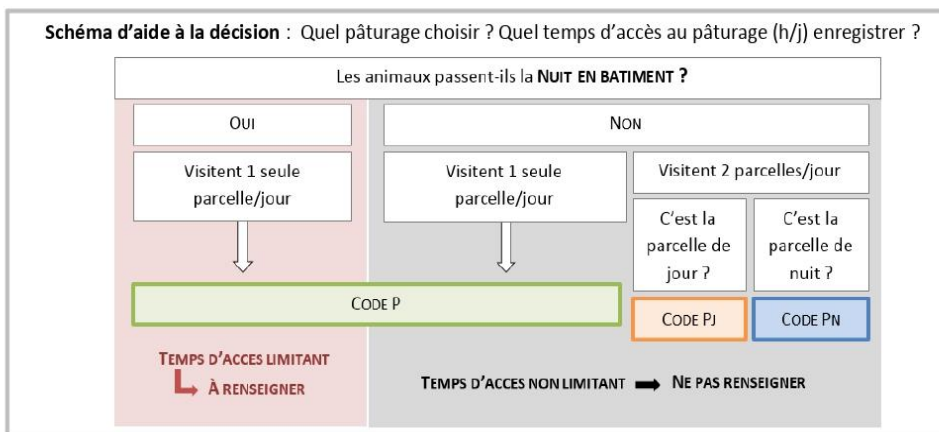 Schéma d'aide à la décision : Quel pâturage choisir ? Quel temps d'accès au pâturage (h/j) enregistrer ?
Les animaux passent-ils la NUIT EN BATIMENT ?
OUI
NON
Visitent 1 seule
parcelle/jour
Visitent 1 seule
parcelle/jour
Visitent 2 parcelles/jour
C'est la
parcelle de
jour ?
C'est la
parcelle de
nuit ?
CODE P
CODE PJ
CODE PN
TEMPS D'ACCES LIMITANT
À RENSEIGNER
TEMPS D'ACCES NON LIMITANT
NE PAS RENSEIGNER